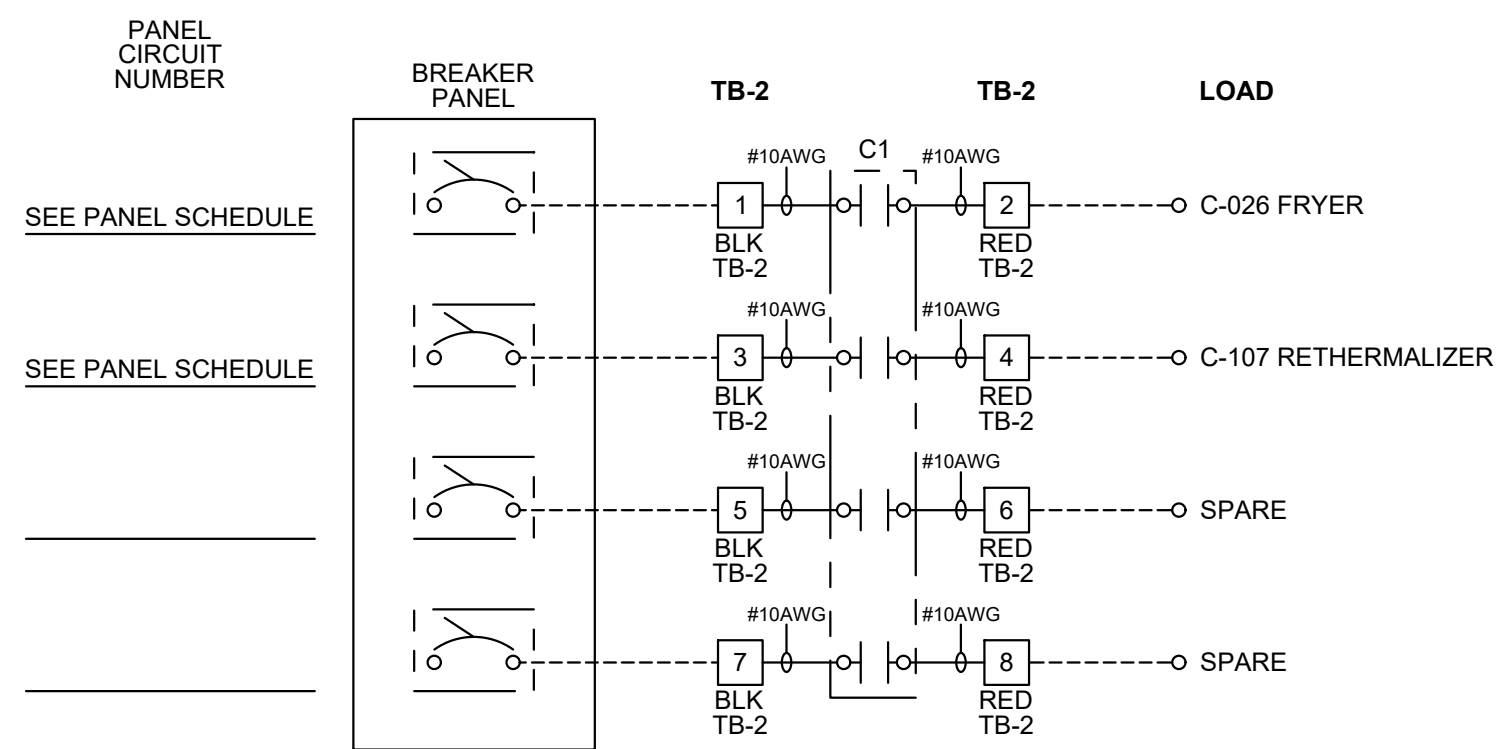 PANEL
CIRCUIT
NUMBER
BREAKER
PANEL
TB-2
TB-2
LOAD
C1
#10AWG
#10AWG
SEE PANEL SCHEDULE
1
2
C-026 FRYER
BLK
TB-2
RED
TB-2
#10AWG
#10AWG
SEE PANEL SCHEDULE
3
4
C-107 RETHERMALIZER
BLK
TB-2
RED
TB-2
#10AWG
#10AWG
5
6
SPARE
BLK
TB-2
RED
TB-2
#10AWG
#10AWG
7
8
SPARE
BLK
TB-2
RED
TB-2